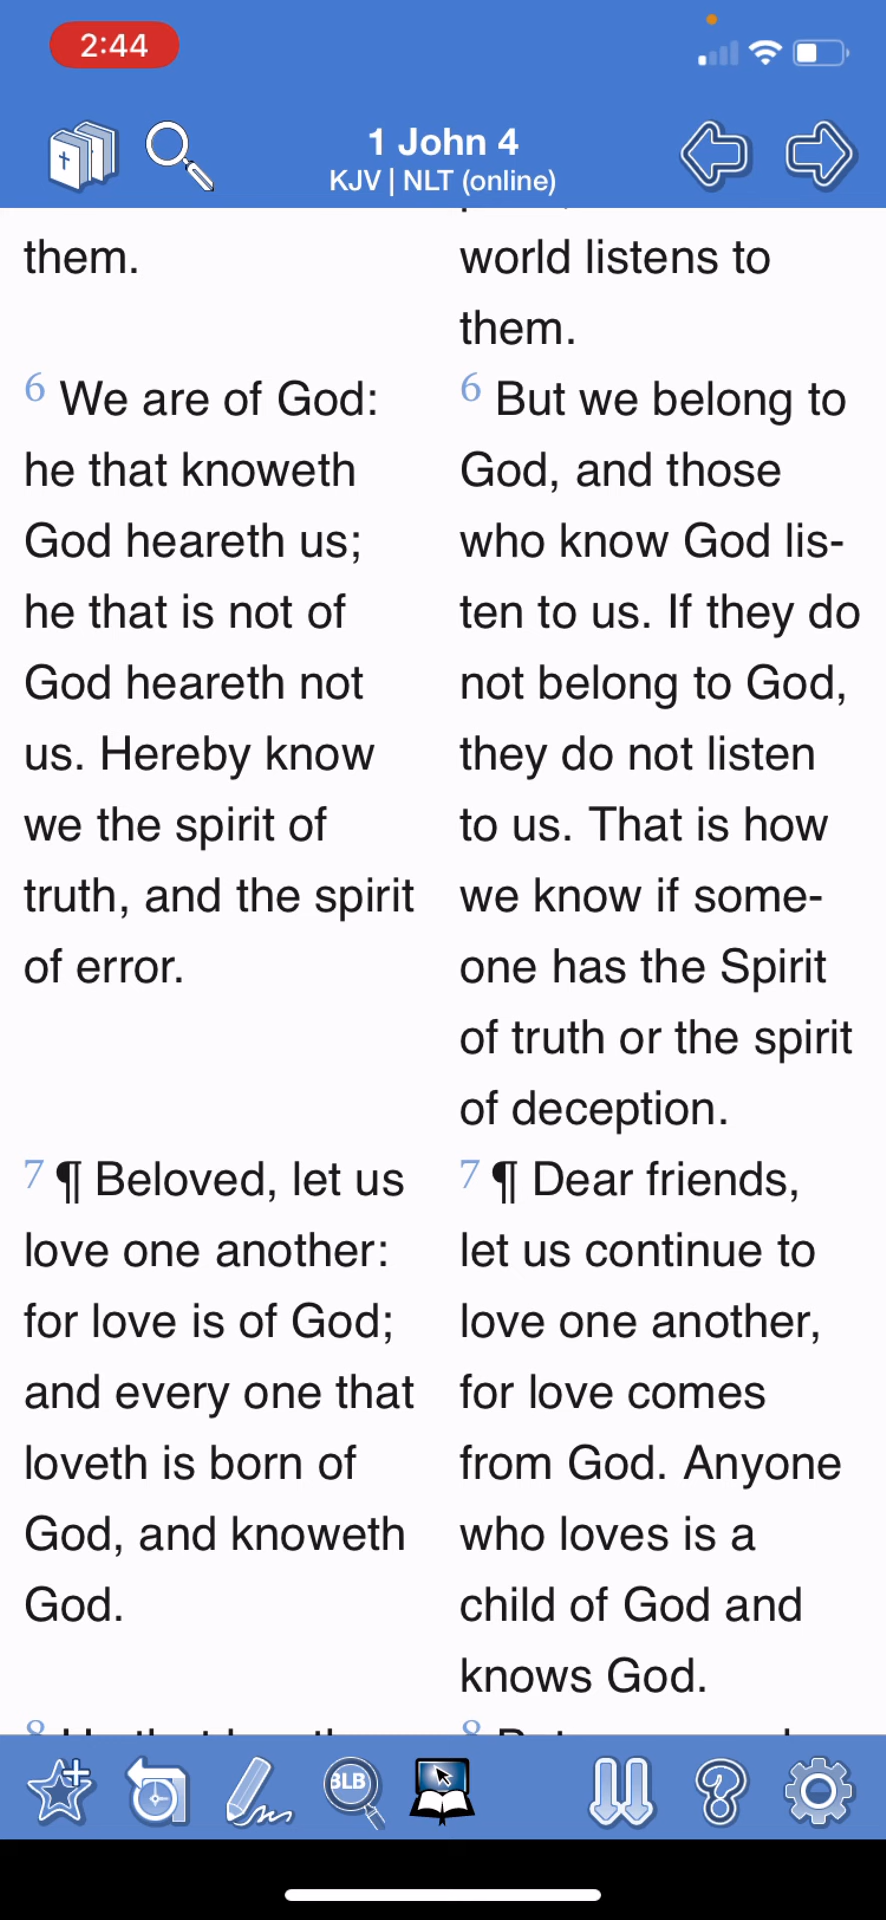 2:44
1 John 4
KJV | NLT (online)
them.
6 We are of God:
he that knoweth
God heareth us;
he that is not of
God heareth not
us. Hereby know
we the spirit of
truth, and the spirit
of error.
7 ¶ Beloved, let us
love one another:
for love is of God;
and every one that
loveth is born of
God, and knoweth
God.
8
world listens to
them.
6 But we belong to
God, and those
who know God lis-
ten to us. If they do
not belong to God,
they do not listen
to us. That is how
we know if some-
one has the Spirit
of truth or the spirit
of deception.
7 ¶ Dear friends,
let us continue to
love one another,
for love comes
from God. Anyone
who loves is a
child of God and
knows God.
8
BLB